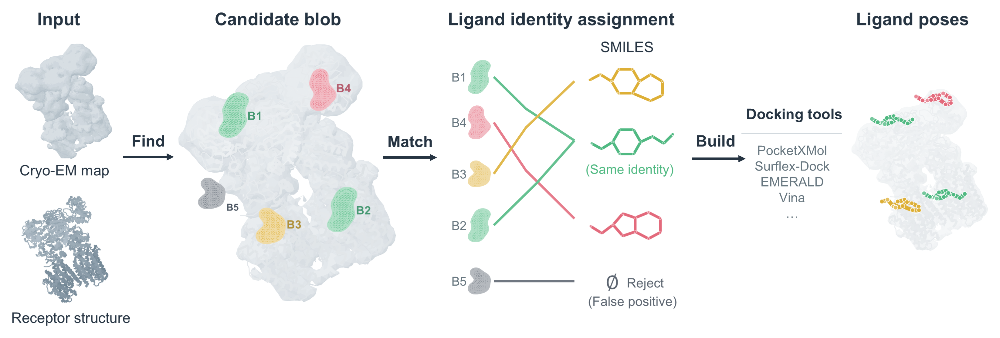 Input
Cryo-EM map
Receptor structure
Find
Candidate blob
B4
B1
B5
B3
B2
Match
Ligand identity assignment
SMILES
B1
B4
B3
B2
B5
(Same identity)
Ø Reject
(False positive)
Build
Docking tools
PocketXMol
Surflex-Dock
EMERALD
Vina
...
Ligand poses